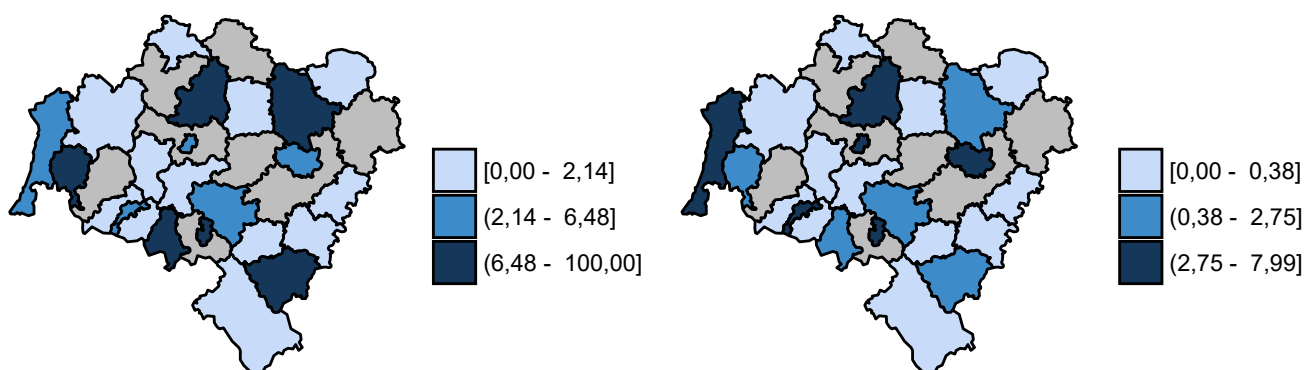 [0,00 - 2,14]
(2,14 - 6,48]
(6,48 - 100,00]
[0,00 - 0,38]
(0,38 - 2,75]
(2,75 - 7,99]